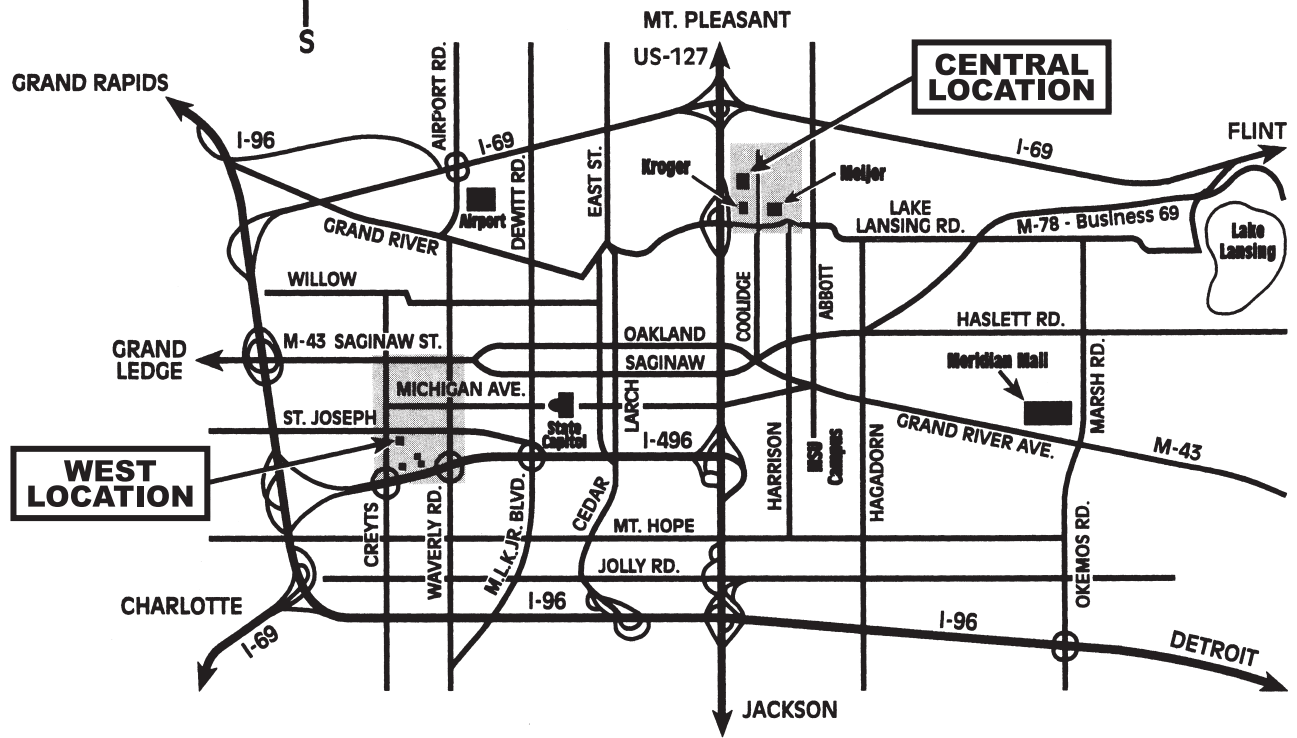 S
MT. PLEASANT
US-127
CENTRAL
LOCATION
GRAND RAPIDS
I-96
AIRPORT RD.
I-69
DEWITT RD.
EAST ST.
Kroger
Meijer
I-69
FLINT
Airport
GRAND RIVER
LAKE
LANSING RD.
M-78 - Business 69
Lake
Lansing
WILLOW
COOLIDGE
ABBOTT
M-43 SAGINAW ST.
OAKLAND
HASLETT RD.
GRAND
LEDGE
SAGINAW
Meridian Mall
MARSH RD.
MICHIGAN AVE.
LARCH
ST. JOSEPH
State
Capitol
I-496
GRAND RIVER AVE.
M-43
WEST
LOCATION
HARRISON
MSU
Campus
HAGADORN
CREYTS
WAVERLY RD.
M.L.K. JR. BLVD.
CEDAR
MT. HOPE
JOLLY RD.
OKEMOS RD.
CHARLOTTE
I-69
I-96
I-96
DETROIT
JACKSON